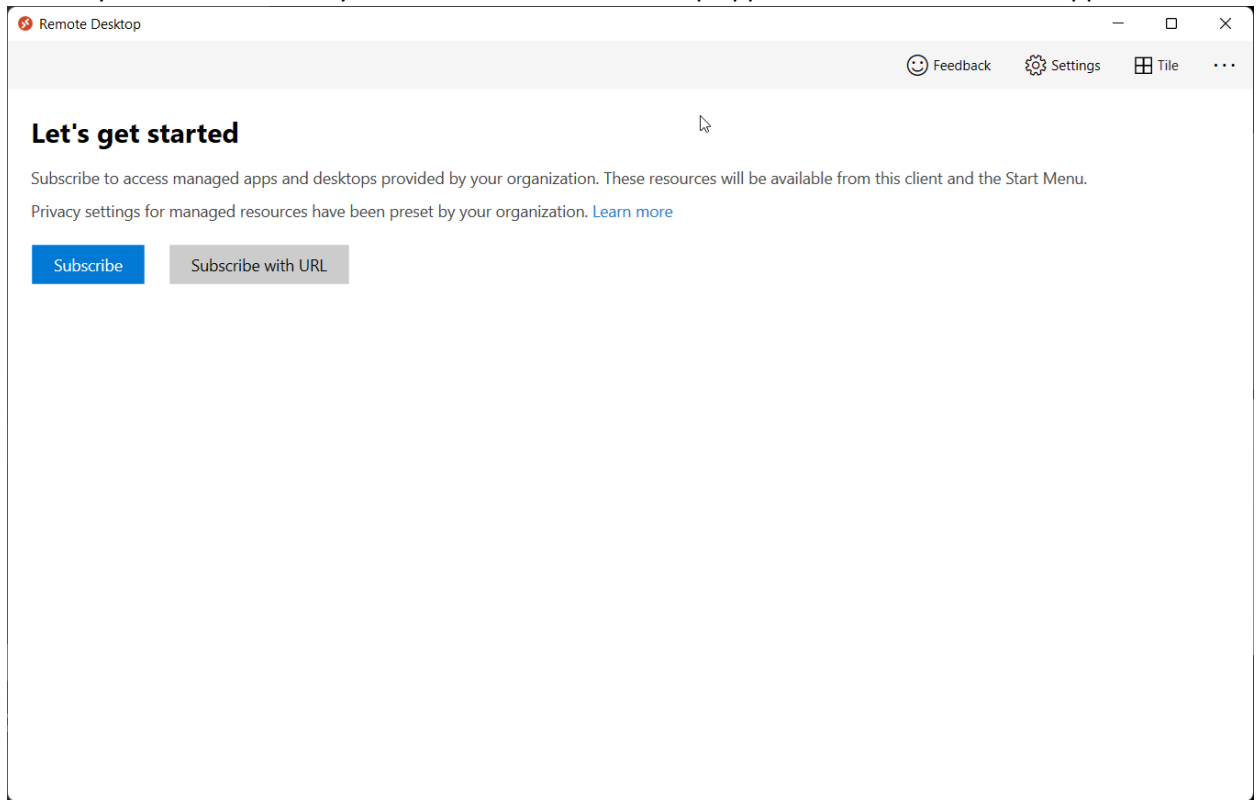 Remote Desktop
Feedback Settings Tile ...
Let's get started
Subscribe to access managed apps and desktops provided by your organization. These resources will be available from this client and the Start Menu.
Privacy settings for managed resources have been preset by your organization. Learn more
Subscribe Subscribe with URL